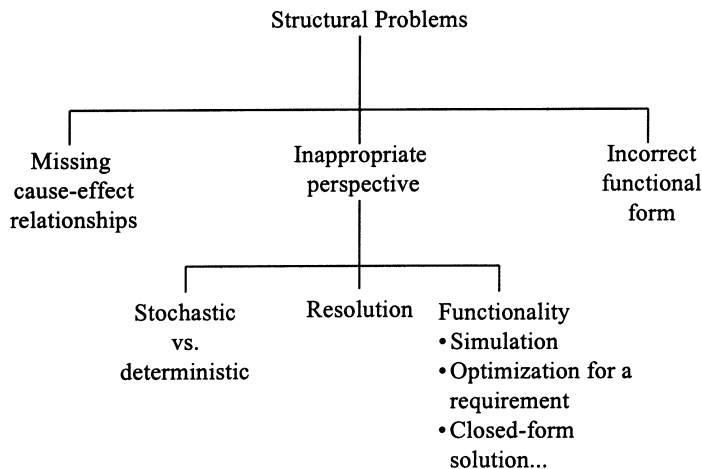 Structural Problems
Missing
cause-effect
relationships
Inappropriate
perspective
Incorrect
functional
form
Stochastic
vs.
deterministic
Resolution
Functionality
•Simulation
•Optimization for a
requirement
•Closed-form
solution...